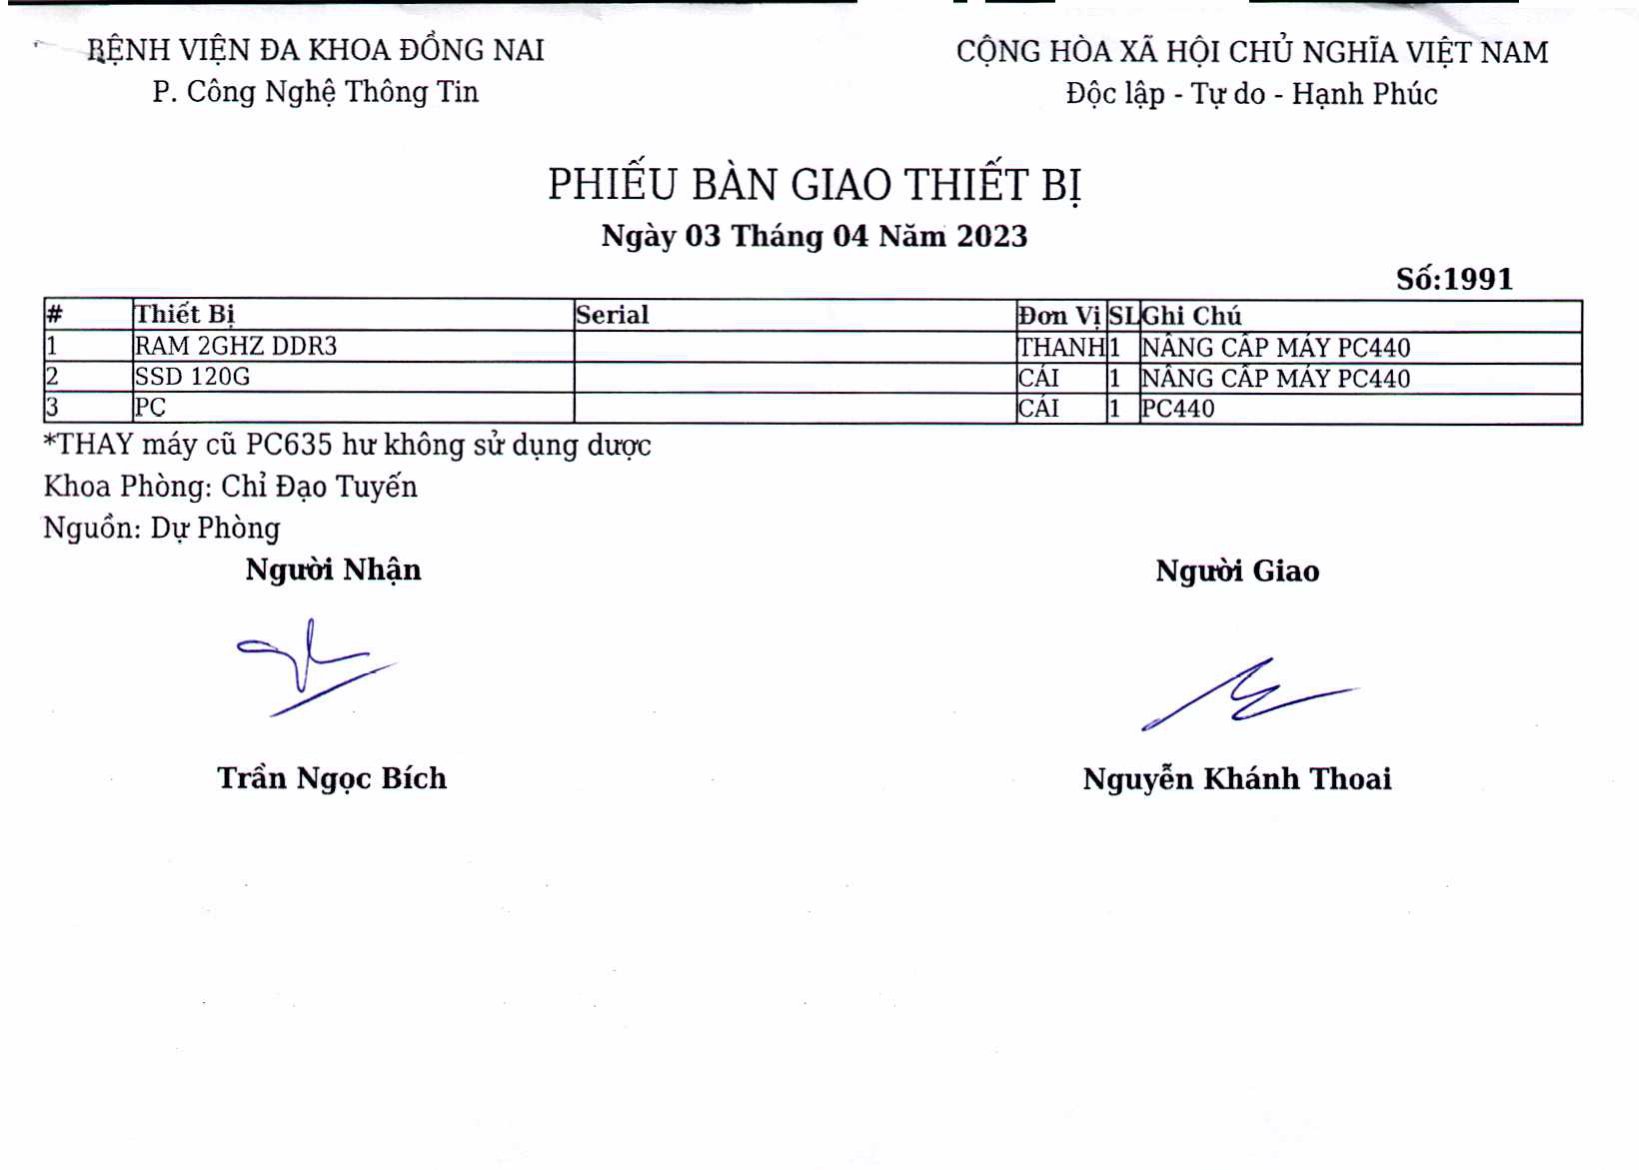 BỆNH VIỆN ĐA KHOA ĐỒNG NAI
P. Công Nghệ Thông Tin
CỘNG HÒA XÃ HỘI CHỦ NGHĨA VIỆT NAM
Độc lập - Tự do - Hạnh Phúc
PHIẾU BÀN GIAO THIẾT BỊ
Ngày 03 Tháng 04 Năm 2023
Số:1991
# Thiết Bị Serial Đơn Vị SL Ghi Chú
1 RAM 2GHZ DDR3 THANH 1 NÂNG CẤP MÁY PC440
2 SSD 120G CÁI 1 NÂNG CẤP MÁY PC440
3 PC CÁI 1 PC440
*THAY máy cũ PC635 hư không sử dụng dược
Khoa Phòng: Chỉ Đạo Tuyến
Nguồn: Dự Phòng
Người Nhận Người Giao
Trần Ngọc Bích Nguyễn Khánh Thoai